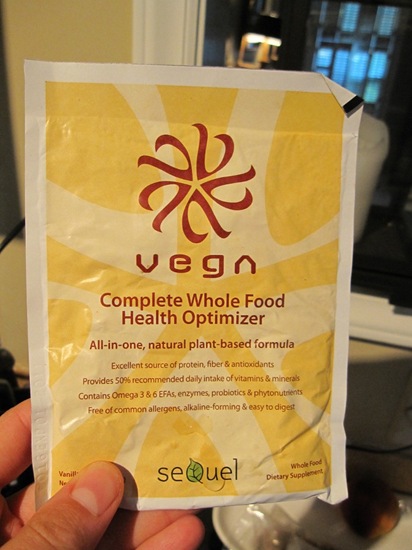 vega
Complete Whole Food
Health Optimizer
All-in-one, natural plant-based formula
Excellent source of protein, fiber & antioxidants
Provides 50% recommended daily intake of vitamins & minerals
Contains Omega 3 & 6 EFAs, enzymes, probiotics & phytonutrients
Free of common allergens, alkaline-forming & easy to digest
seQuel
Whole Food
Dietary Supplement